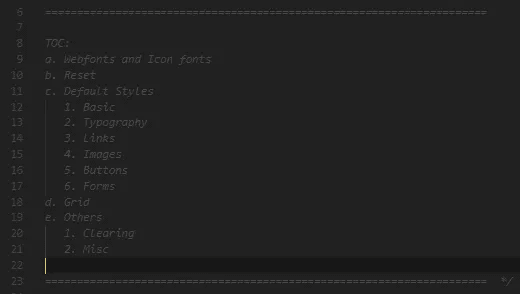 6 ======================================================================
7
8 TOC:
9 a. Webfonts and Icon fonts
10 b. Reset
11 c. Default Styles
12 1. Basic
13 2. Typography
14 3. Links
15 4. Images
16 5. Buttons
17 6. Forms
18 d. Grid
19 e. Others
20 1. Clearing
21 2. Misc
22
23 ====================================================================== */